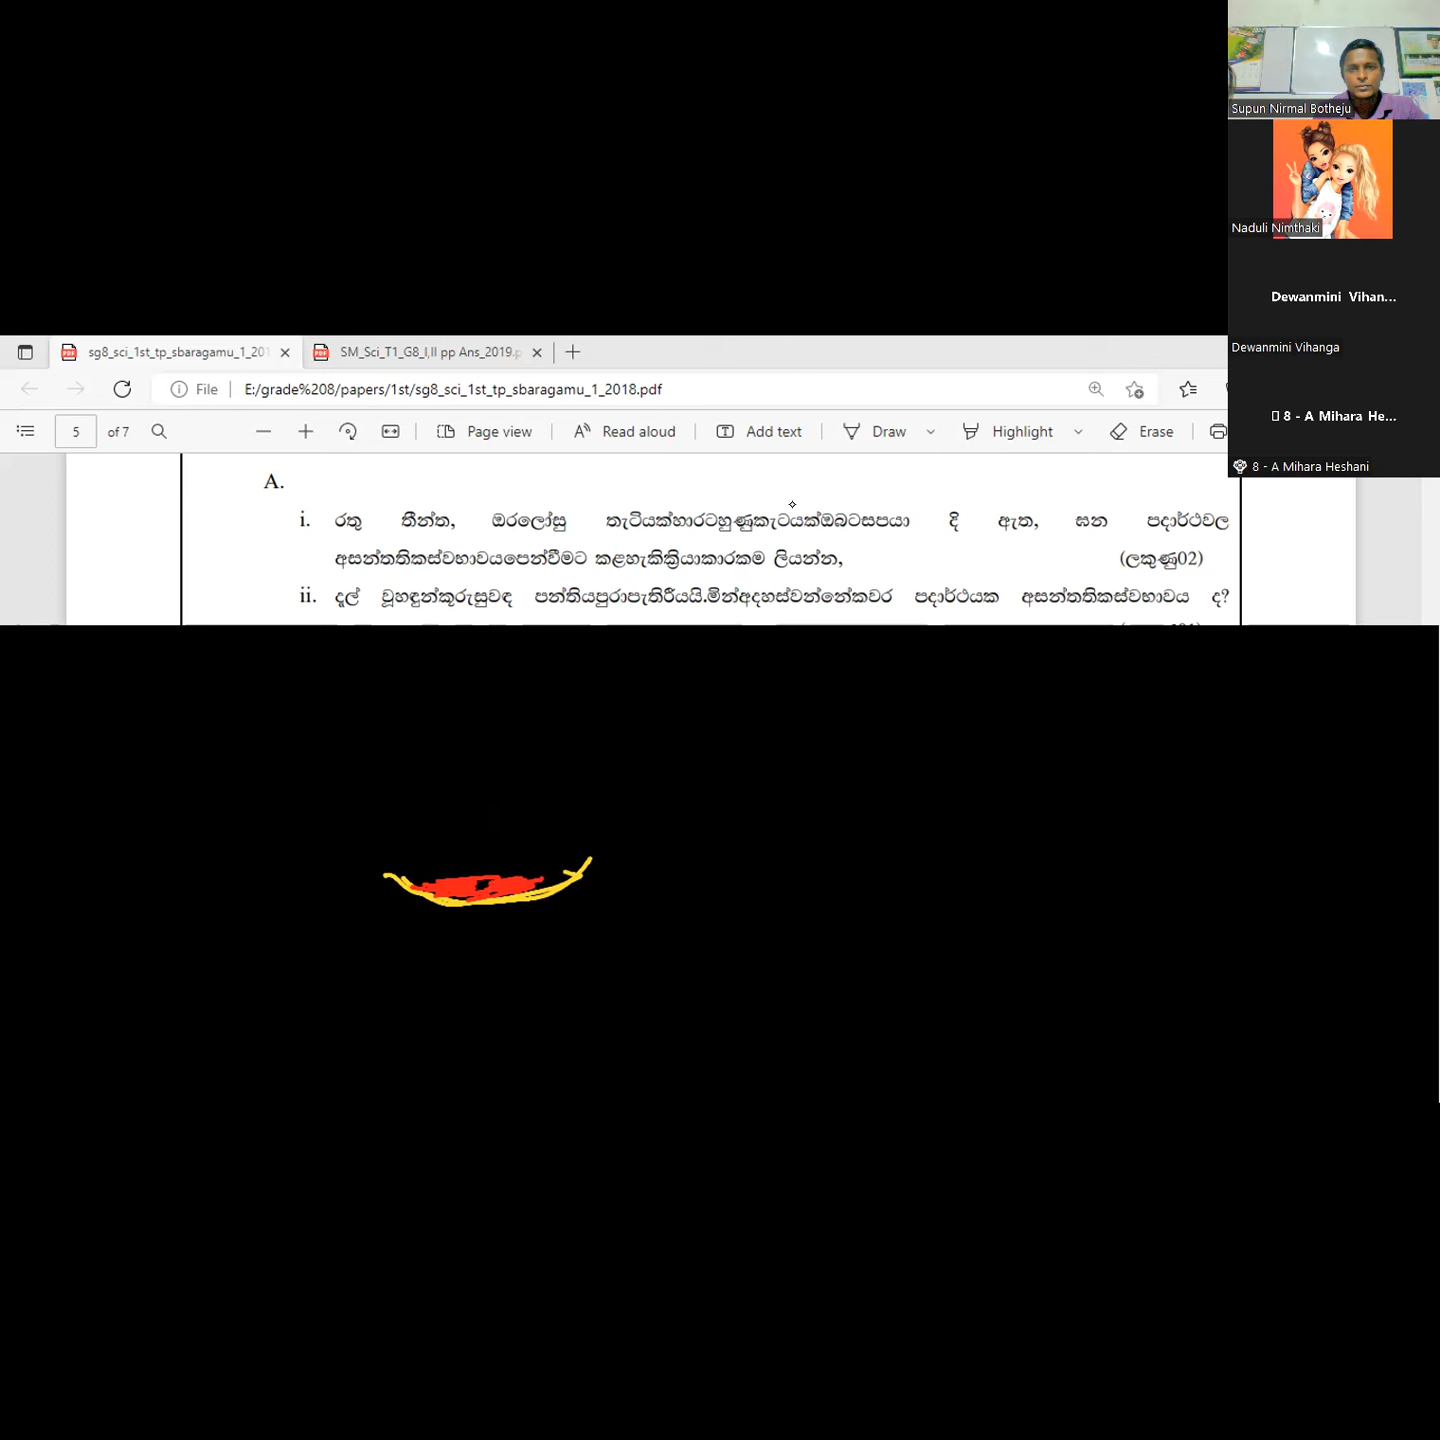 Supun Nirmal Botheju
Naduli Nimthaki
Dewanmini Vihan...
Dewanmini Vihanga
8 - A Mihara He...
8 - A Mihara Heshani
sg8_sci_1st_tp_sbaragamu_1_201
SM_Sci_T1_G8_I,II pp Ans_2019.p
File
E:/grade%208/papers/1st/sg8_sci_1st_tp_sbaragamu_1_2018.pdf
5 of 7
Page view
Read aloud
Add text
Draw
Highlight
Erase
A.
i. රතු තීන්ත, ඔරලෝසු තැටියක්හාරටහුණුකැටයක්ඔබටසපයා දි ඇත, ඝන පදාර්ථවල
අසන්තතිකස්වභාවයපෙන්වීමට කළහැකික්‍රියාකාරකම ලියන්න, (ලකුණු02)
ii. දැල් වූහඳුන්කූරුසුවඳ පන්තියපුරාපැතිරීයයි.මින්අදහස්වන්නේකවර පදාර්ථයක අසන්තතිකස්වභාවය ද?